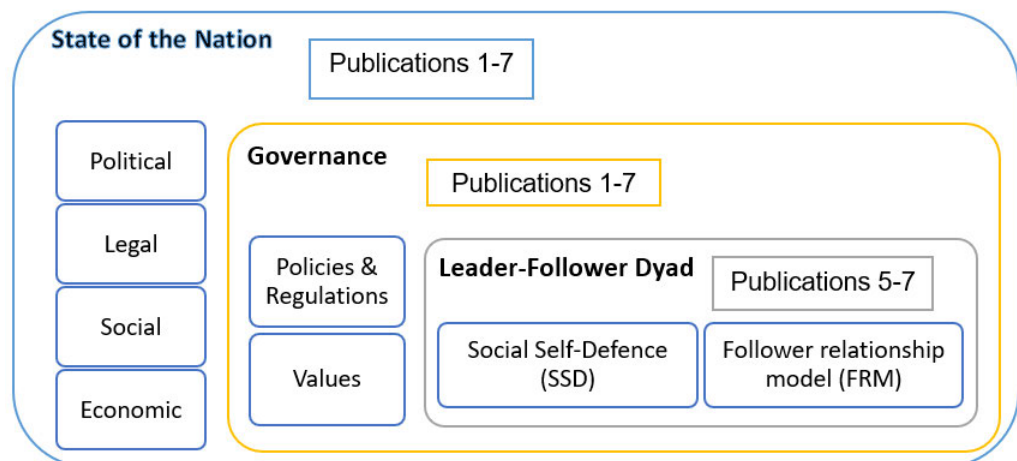 State of the Nation
Publications 1-7
Political
Legal
Social
Economic
Governance
Publications 1-7
Policies &
Regulations
Values
Leader-Follower Dyad
Publications 5-7
Social Self-Defence
(SSD)
Follower relationship
model (FRM)